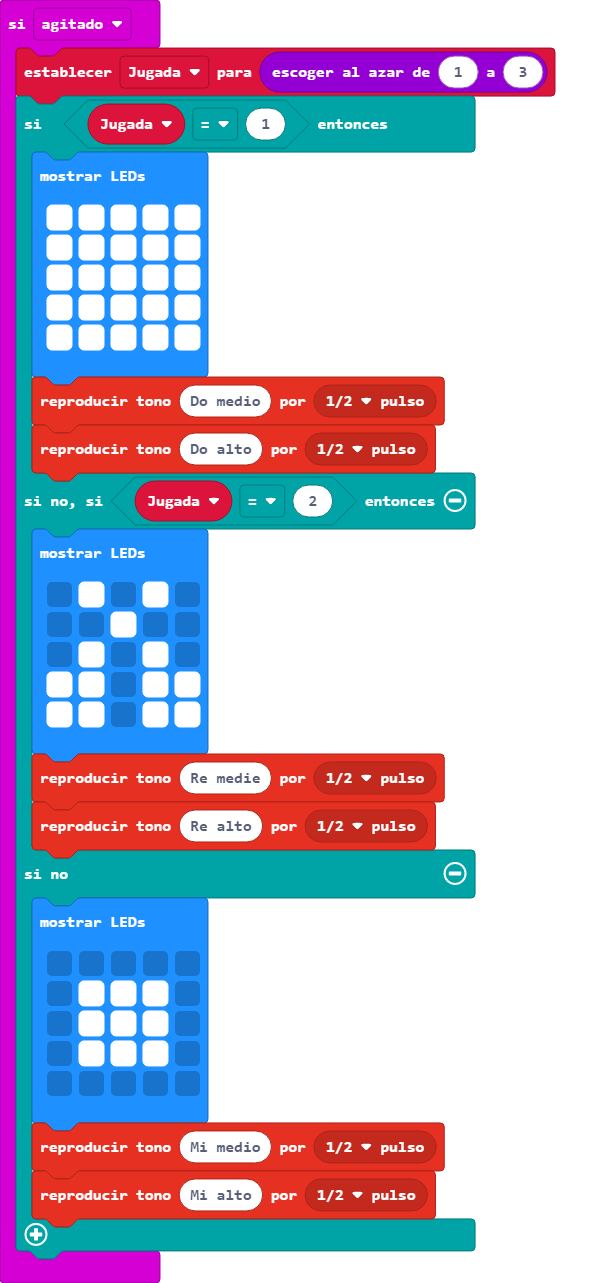 si agitado
establecer Jugada para escoger al azar de 1 a 3
si Jugada = 1 entonces
mostrar LEDs
reproducir tono Do medio por 1/2 pulso
reproducir tono Do alto por 1/2 pulso
si no, si Jugada = 2 entonces
mostrar LEDs
reproducir tono Re medie por 1/2 pulso
reproducir tono Re alto por 1/2 pulso
si no
mostrar LEDs
reproducir tono Mi medio por 1/2 pulso
reproducir tono Mi alto por 1/2 pulso